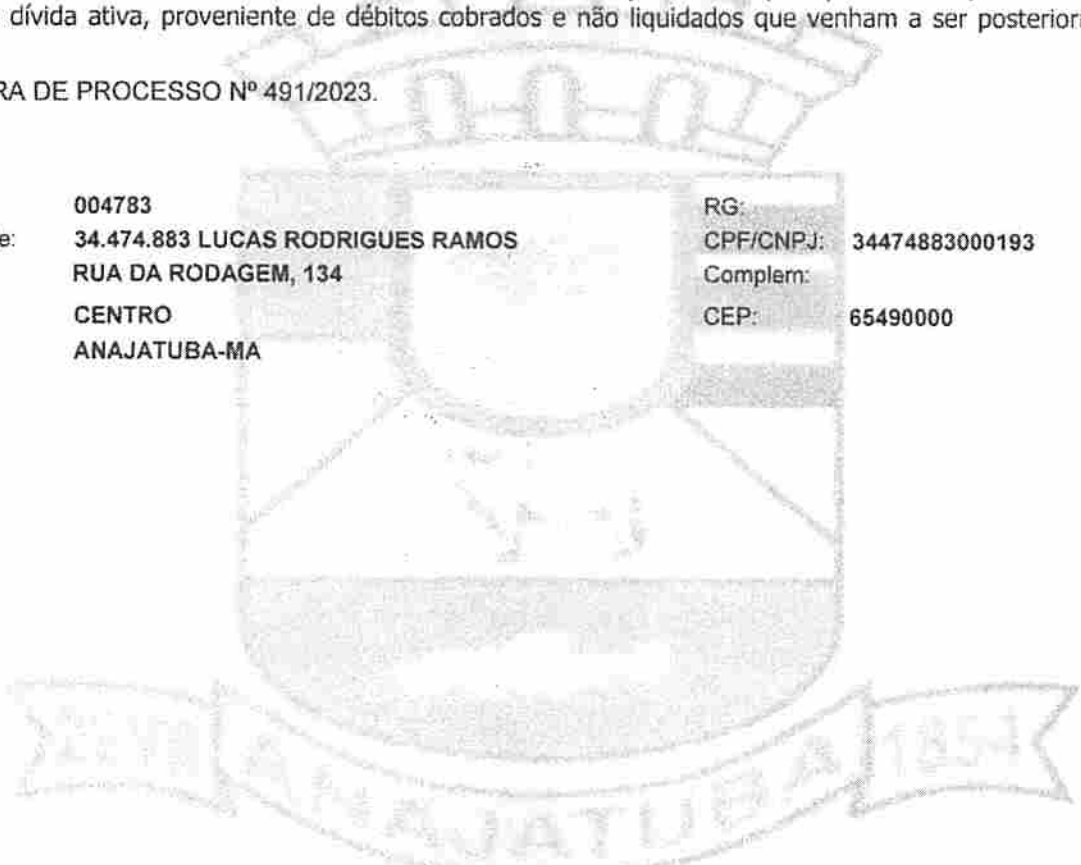 dívida ativa, proveniente de débitos cobrados e não liquidados que venham a ser posterior
RA DE PROCESSO Nº 491/2023.
004783 RG:
e: 34.474.883 LUCAS RODRIGUES RAMOS CPF/CNPJ: 34474883000193
RUA DA RODAGEM, 134 Complem:
CENTRO CEP: 65490000
ANAJATUBA-MA
ANAJATUBA